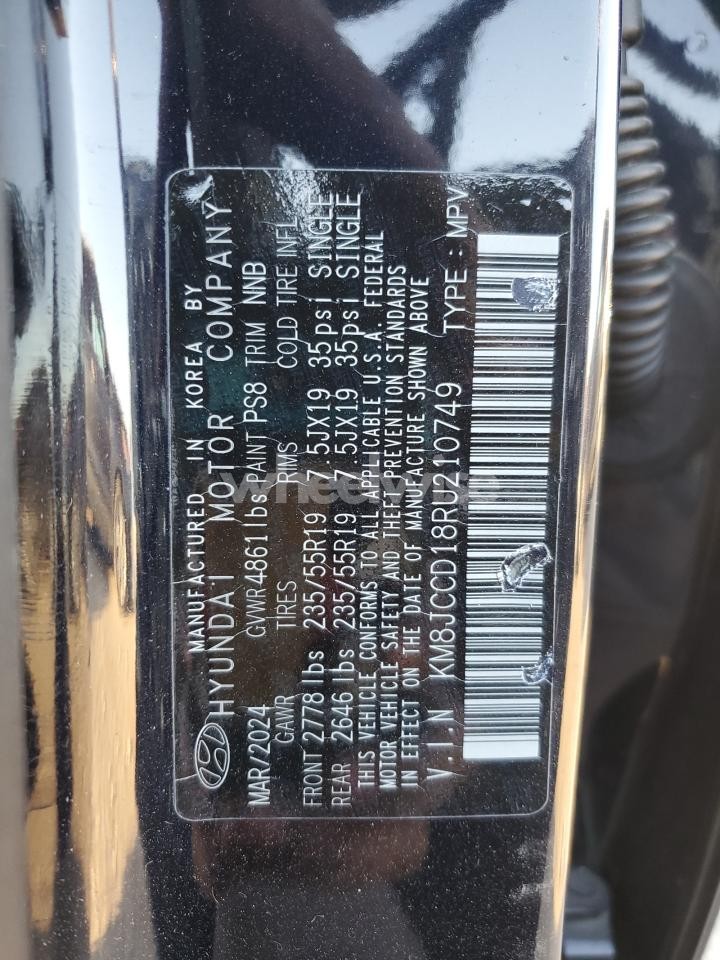 MANUFACTURED IN KOREA BY
HYUNDAI MOTOR COMPANY
MAR/2024 GVWR 4861 lbs PAINT PS8 TRIM NNB
GAWR TIRES RIMS COLD TIRE INFL
FRONT 2778 lbs 235/55R19 7.5JX19 35psi SINGLE
REAR 2646 lbs 235/55R19 7.5JX19 35psi SINGLE
THIS VEHICLE CONFORMS TO ALL APPLICABLE U.S.A. FEDERAL
MOTOR VEHICLE SAFETY AND THEFT PREVENTION STANDARDS
IN EFFECT ON THE DATE OF MANUFACTURE SHOWN ABOVE
V.I.N KM8JCCD18RU210749 TYPE : MPV
wheelwise